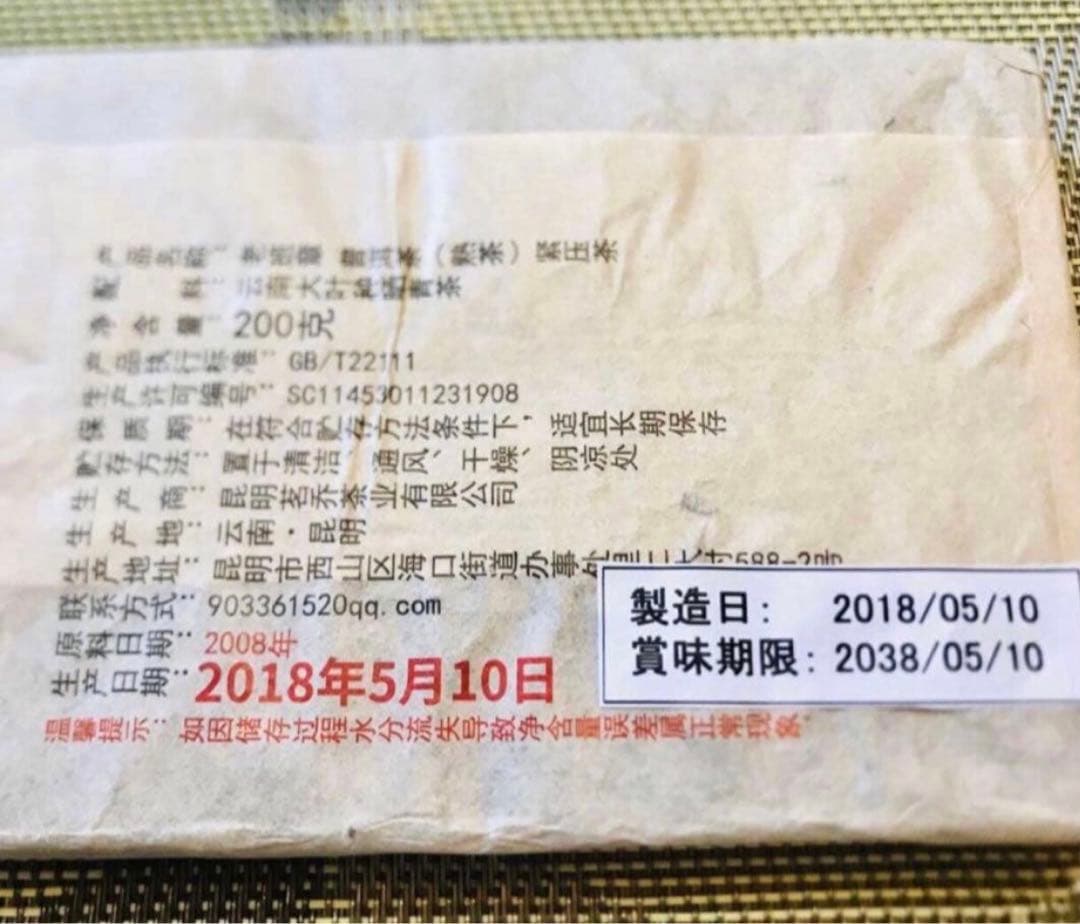 产品名称：老班章 普洱茶（熟茶）紧压茶
配 料：云南大叶种晒青茶
净 含 量：200克
产品执行标准：GB/T22111
生产许可编号：SC11453011231908
保 质 期：在符合贮存方法条件下，适宜长期保存
贮存方法：置于清洁、通风、干燥、阴凉处
生 产 商：昆明茗乔茶业有限公司
生 产 地：云南·昆明
生产地址：昆明市西山区海口街道办事处
联系方式：903361520qq.com
原料日期：2008年
生产日期：2018年5月10日
温馨提示：如因储存过程水分流失导致净含量误差属正常现象
製造日: 2018/05/10
賞味期限: 2038/05/10